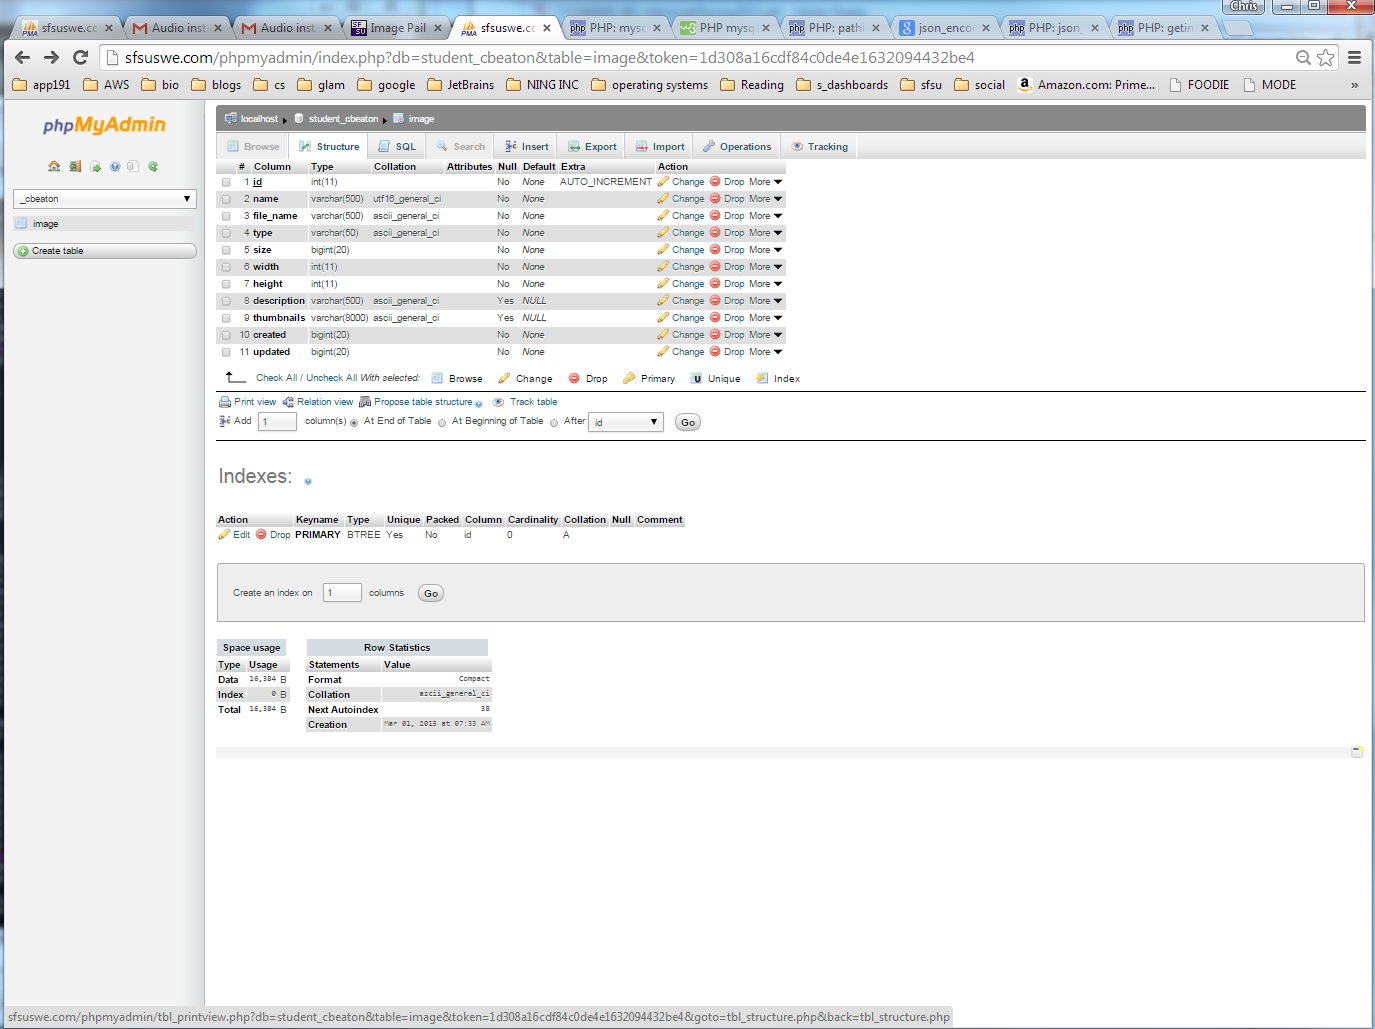 Chris
sfsuswe.co Audio inst Audio inst Image Pail sfsuswe.co PHP: mysq PHP mysq PHP: pathi json_enco PHP: json_ PHP: getim
sfsuswe.com/phpmyadmin/index.php?db=student_cbeaton&table=image&token=1d308a16cdf84c0de4e1632094432be4
app191 AWS bio blogs cs glam google JetBrains NING INC operating systems Reading s_dashboards sfsu social Amazon.com: Prime... FOODIE MODE »
phpMyAdmin
_cbeaton
image
Create table
localhost student_cbeaton image
Browse Structure SQL Search Insert Export Import Operations Tracking
# Column Type Collation Attributes Null Default Extra Action
1 id int(11) No None AUTO_INCREMENT Change Drop More
2 name varchar(500) utf16_general_ci No None Change Drop More
3 file_name varchar(500) ascii_general_ci No None Change Drop More
4 type varchar(50) ascii_general_ci No None Change Drop More
5 size bigint(20) No None Change Drop More
6 width int(11) No None Change Drop More
7 height int(11) No None Change Drop More
8 description varchar(500) ascii_general_ci Yes NULL Change Drop More
9 thumbnails varchar(8000) ascii_general_ci Yes NULL Change Drop More
10 created bigint(20) No None Change Drop More
11 updated bigint(20) No None Change Drop More
Check All / Uncheck All With selected: Browse Change Drop Primary Unique Index
Print view Relation view Propose table structure Track table
Add 1 column(s) At End of Table At Beginning of Table After id Go
Indexes:
Action Keyname Type Unique Packed Column Cardinality Collation Null Comment
Edit Drop PRIMARY BTREE Yes No id 0 A
Create an index on 1 columns Go
Space usage
Type Usage
Data 16,384 B
Index 0 B
Total 16,384 B
Row Statistics
Statements Value
Format Compact
Collation ascii_general_ci
Next Autoindex 38
Creation Mar 01, 2015 at 07:33 AM
sfsuswe.com/phpmyadmin/tbl_printview.php?db=student_cbeaton&table=image&token=1d308a16cdf84c0de4e1632094432be4&goto=tbl_structure.php&back=tbl_structure.php